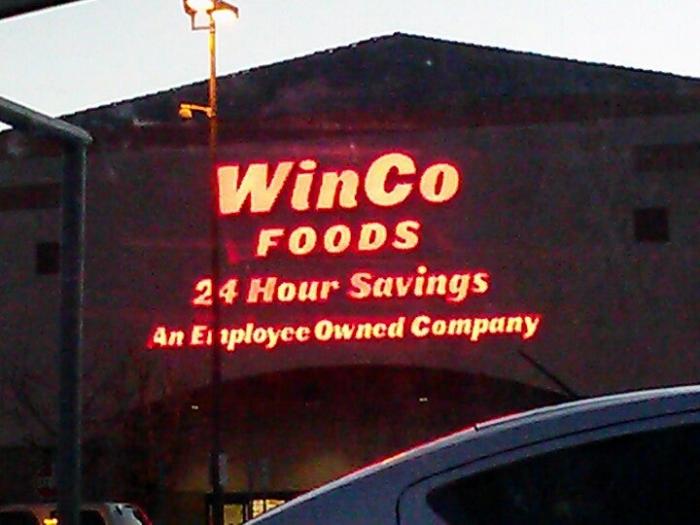 WinCo
FOODS
24 Hour Savings
An Employee Owned Company